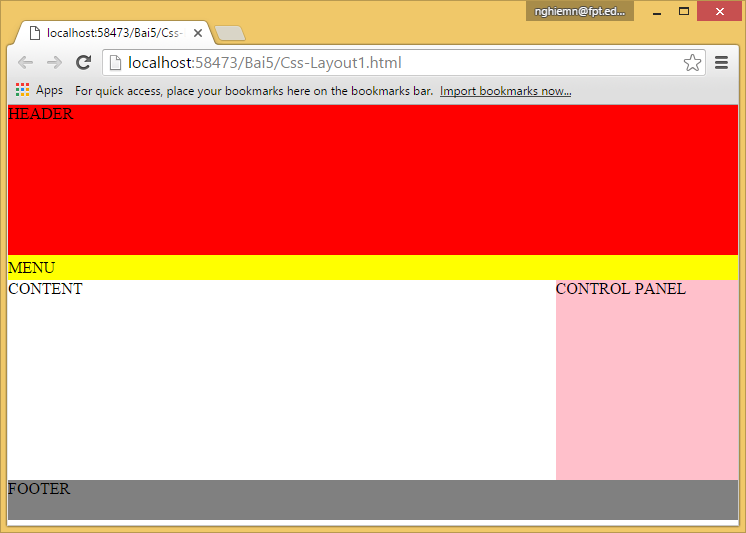 nghiemn@fpt.ed...
localhost:58473/Bai5/Css-
localhost:58473/Bai5/Css-Layout1.html
Apps For quick access, place your bookmarks here on the bookmarks bar. Import bookmarks now...
HEADER
MENU
CONTENT CONTROL PANEL
FOOTER